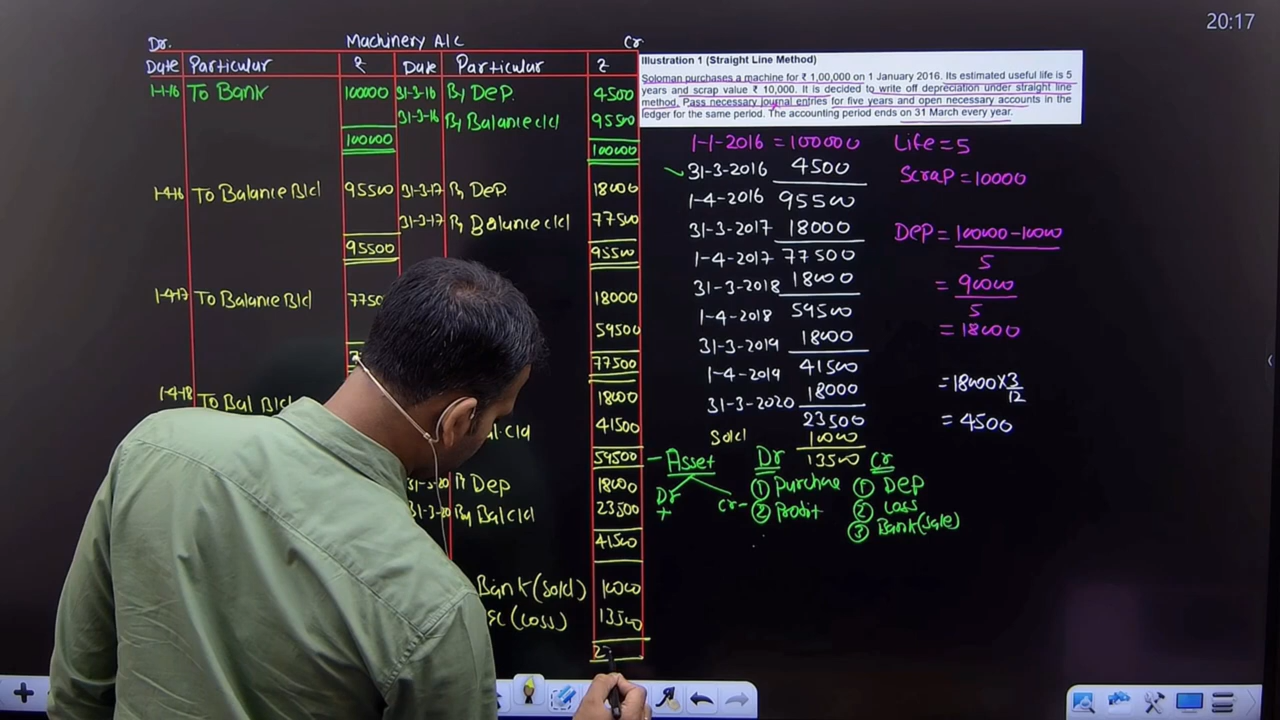 20:17
Dr. Machinery A/c Cr.
Date Particular ₹ Date Particular ₹
1-1-16 To Bank 100000 31-3-16 By Dep. 4500
31-3-16 By Balance c/d 95500
100000 100000
1-4-16 To Balance B/d 95500 31-3-17 By Dep. 18000
31-3-17 By Balance c/d 77500
95500 95500
1-4-17 To Balance B/d 18000
59500
77500
1-4-18 To Bal B/d 18000
c/d 41500
59500
By Dep 18000
By Bal c/d 23500
41500
Bank (Sold) 10000
(Loss) 13500
Illustration 1 (Straight Line Method)
Soloman purchases a machine for ₹ 1,00,000 on 1 January 2016. Its estimated useful life is 5
years and scrap value ₹ 10,000. It is decided to write off depreciation under straight line
method. Pass necessary journal entries for five years and open necessary accounts in the
ledger for the same period. The accounting period ends on 31 March every year.
1-1-2016 = 100000
31-3-2016 4500
1-4-2016 95500
31-3-2017 18000
1-4-2017 77500
31-3-2018 18000
1-4-2018 59500
31-3-2019 18000
1-4-2019 41500
31-3-2020 18000
23500
Sold 10000
13500
Life = 5
Scrap = 10000
Dep = 100000 - 10000
5
= 90000
5
= 18000
= 18000 × 3
12
= 4500
- Asset Dr Cr
Dr + Cr -
① Purchase ① Dep
② Profit ② Loss
③ Bank (Sale)